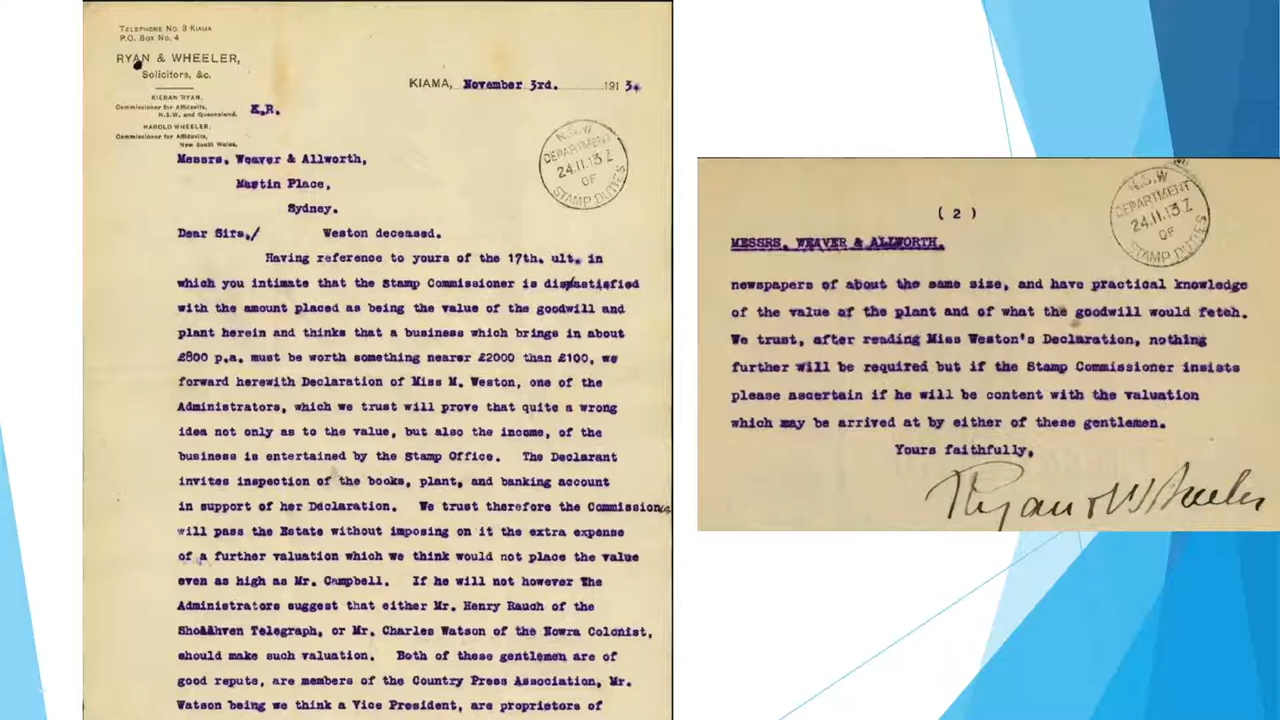 TELEPHONE NO. 8 KIAMA
P.O. BOX NO. 4
RYAN & WHEELER,
Solicitors, &c.
KIERAN RYAN,
Commissioner for Affidavits,
N.S.W. and Queensland.
HAROLD WHEELER,
Commissioner for Affidavits,
New South Wales.
KIAMA, November 3rd. 1913.
K.R.
N.S.W
DEPARTMENT
24.11.13 Z
OF
STAMP DUTIES
Messrs. Weaver & Allworth,
Martin Place,
Sydney.
Dear Sirs,/ Weston deceased.
Having reference to yours of the 17th. ult. in
which you intimate that the Stamp Commissioner is dissastisfied
with the amount placed as being the value of the goodwill and
plant herein and thinks that a business which brings in about
£800 p.a. must be worth something nearer £2000 than £100, we
forward herewith Declaration of Miss M. Weston, one of the
Administrators, which we trust will prove that quite a wrong
idea not only as to the value, but also the income, of the
business is entertained by the Stamp Office. The Declarant
invites inspection of the books, plant, and banking account
in support of her Declaration. We trust therefore the Commissioner
will pass the Estate without imposing on it the extra expense
of a further valuation which we think would not place the value
even as high as Mr. Campbell. If he will not however the
Administrators suggest that either Mr. Henry Rauch of the
Shoalhven Telegraph, or Mr. Charles Watson of the Nowra Colonist,
should make such valuation. Both of these gentlemen are of
good repute, are members of the Country Press Association, Mr.
Watson being we think a Vice President, are proprietors of
( 2 )
N.S.W
DEPARTMENT
24.11.13 Z
OF
STAMP DUTIES
MESSRS. WEAVER & ALLWORTH.
newspapers of about the same size, and have practical knowledge
of the value of the plant and of what the goodwill would fetch.
We trust, after reading Miss Weston's Declaration, nothing
further will be required but if the Stamp Commissioner insists
please ascertain if he will be content with the valuation
which may be arrived at by either of these gentlemen.
Yours faithfully,
Ryan & Wheeler